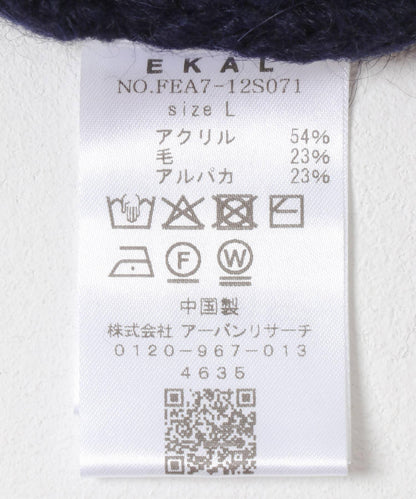 EKAL
NO.FEA7-12S071
size L
アクリル 54%
毛 23%
アルパカ 23%
F W
中国製
株式会社 アーバンリサーチ
0120-967-013
4635